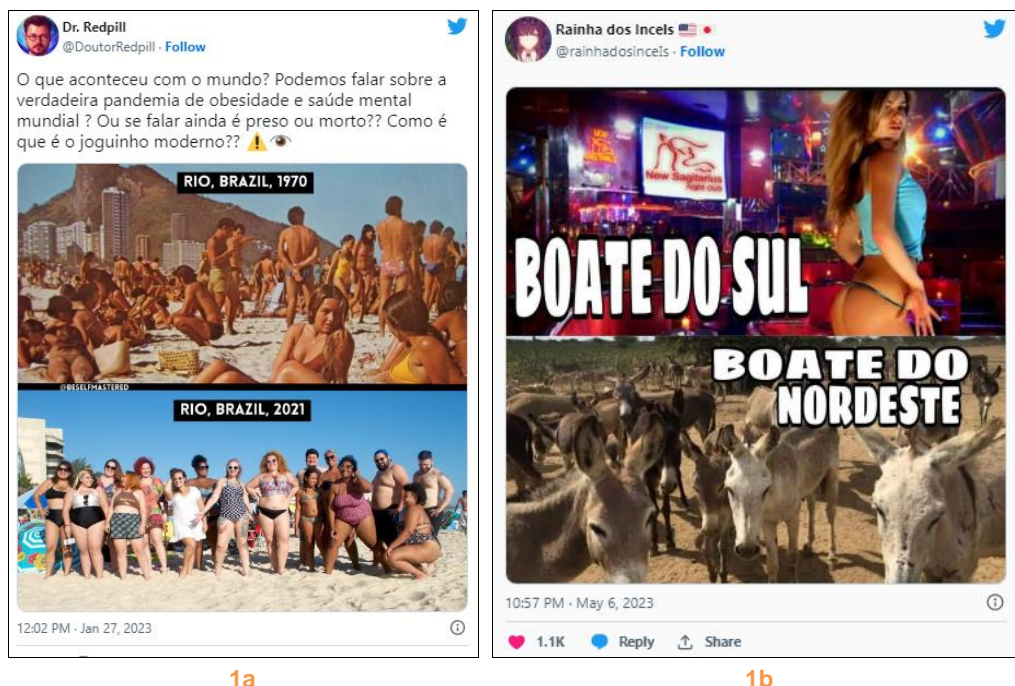 Dr. Redpill
@DoutorRedpill · Follow
O que aconteceu com o mundo? Podemos falar sobre a
verdadeira pandemia de obesidade e saúde mental
mundial ? Ou se falar ainda é preso ou morto?? Como é
que é o joguinho moderno?? ⚠️👁️
RIO, BRAZIL, 1970
@BESELFMASTERED
RIO, BRAZIL, 2021
12:02 PM · Jan 27, 2023
1a
Rainha dos Incels 🇺🇸🇯🇵
@rainhadosinceIs · Follow
New Sagitarius
night club
BOATE DO SUL
BOATE DO
NORDESTE
10:57 PM · May 6, 2023
1.1K Reply Share
1b